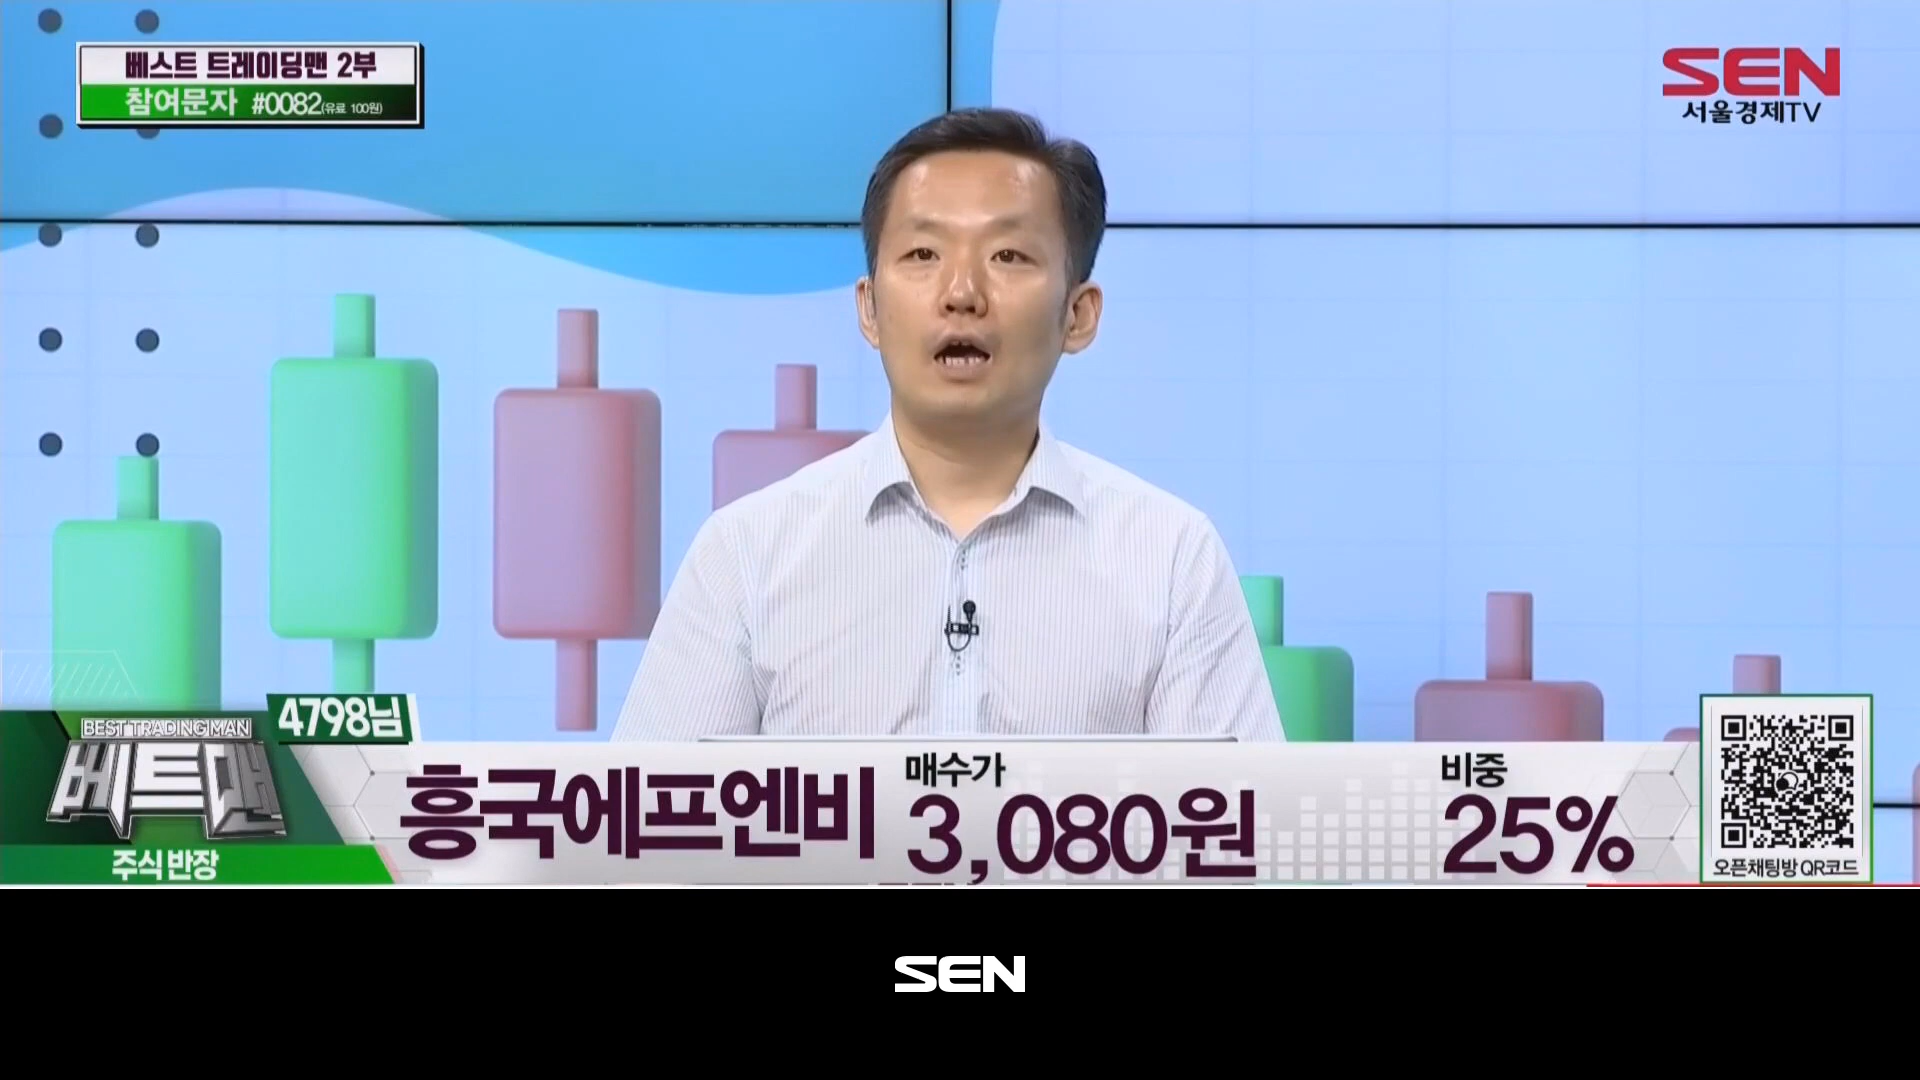 베스트 트레이딩맨 2부
참여문자 #0082(유료 100원)
SEN
서울경제TV
4798님
BEST TRADING MAN
베트맨
주식반장
흥국에프엔비
매수가
3,080원
비중
25%
오픈채팅방 QR코드
SEN